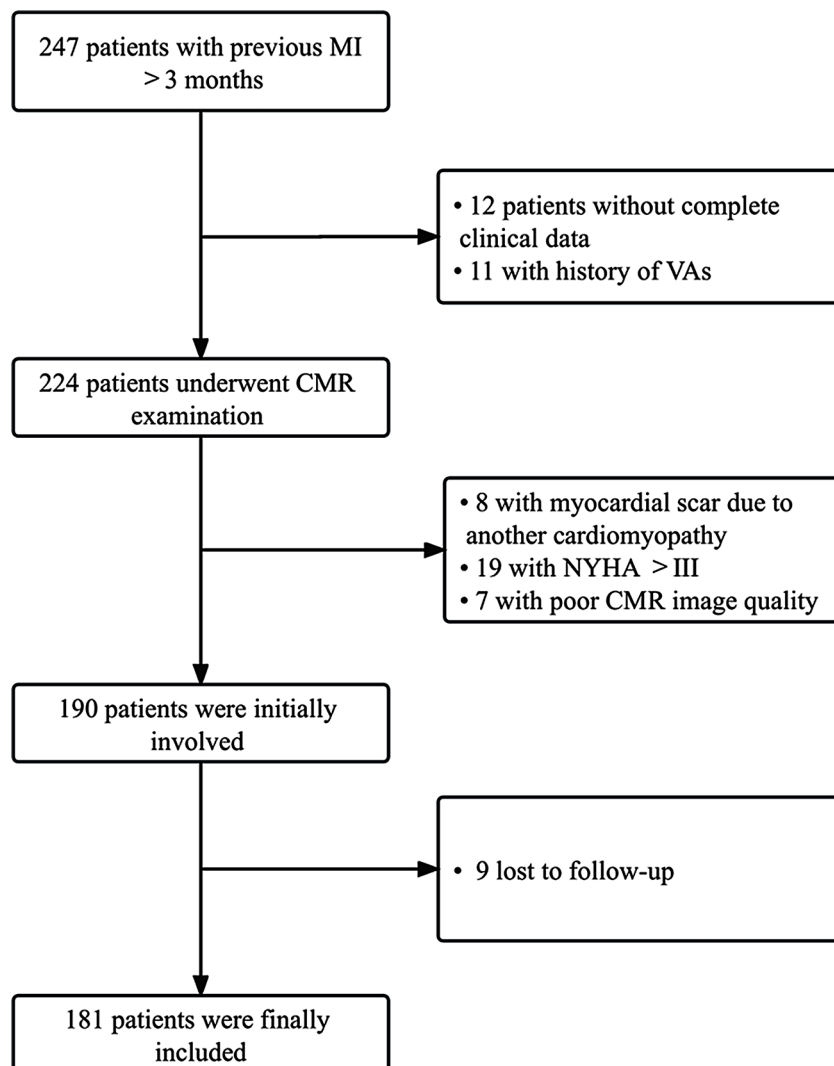 247 patients with previous MI
> 3 months
• 12 patients without complete
clinical data
• 11 with history of VAs
224 patients underwent CMR
examination
• 8 with myocardial scar due to
another cardiomyopathy
• 19 with NYHA > III
• 7 with poor CMR image quality
190 patients were initially
involved
• 9 lost to follow-up
181 patients were finally
included